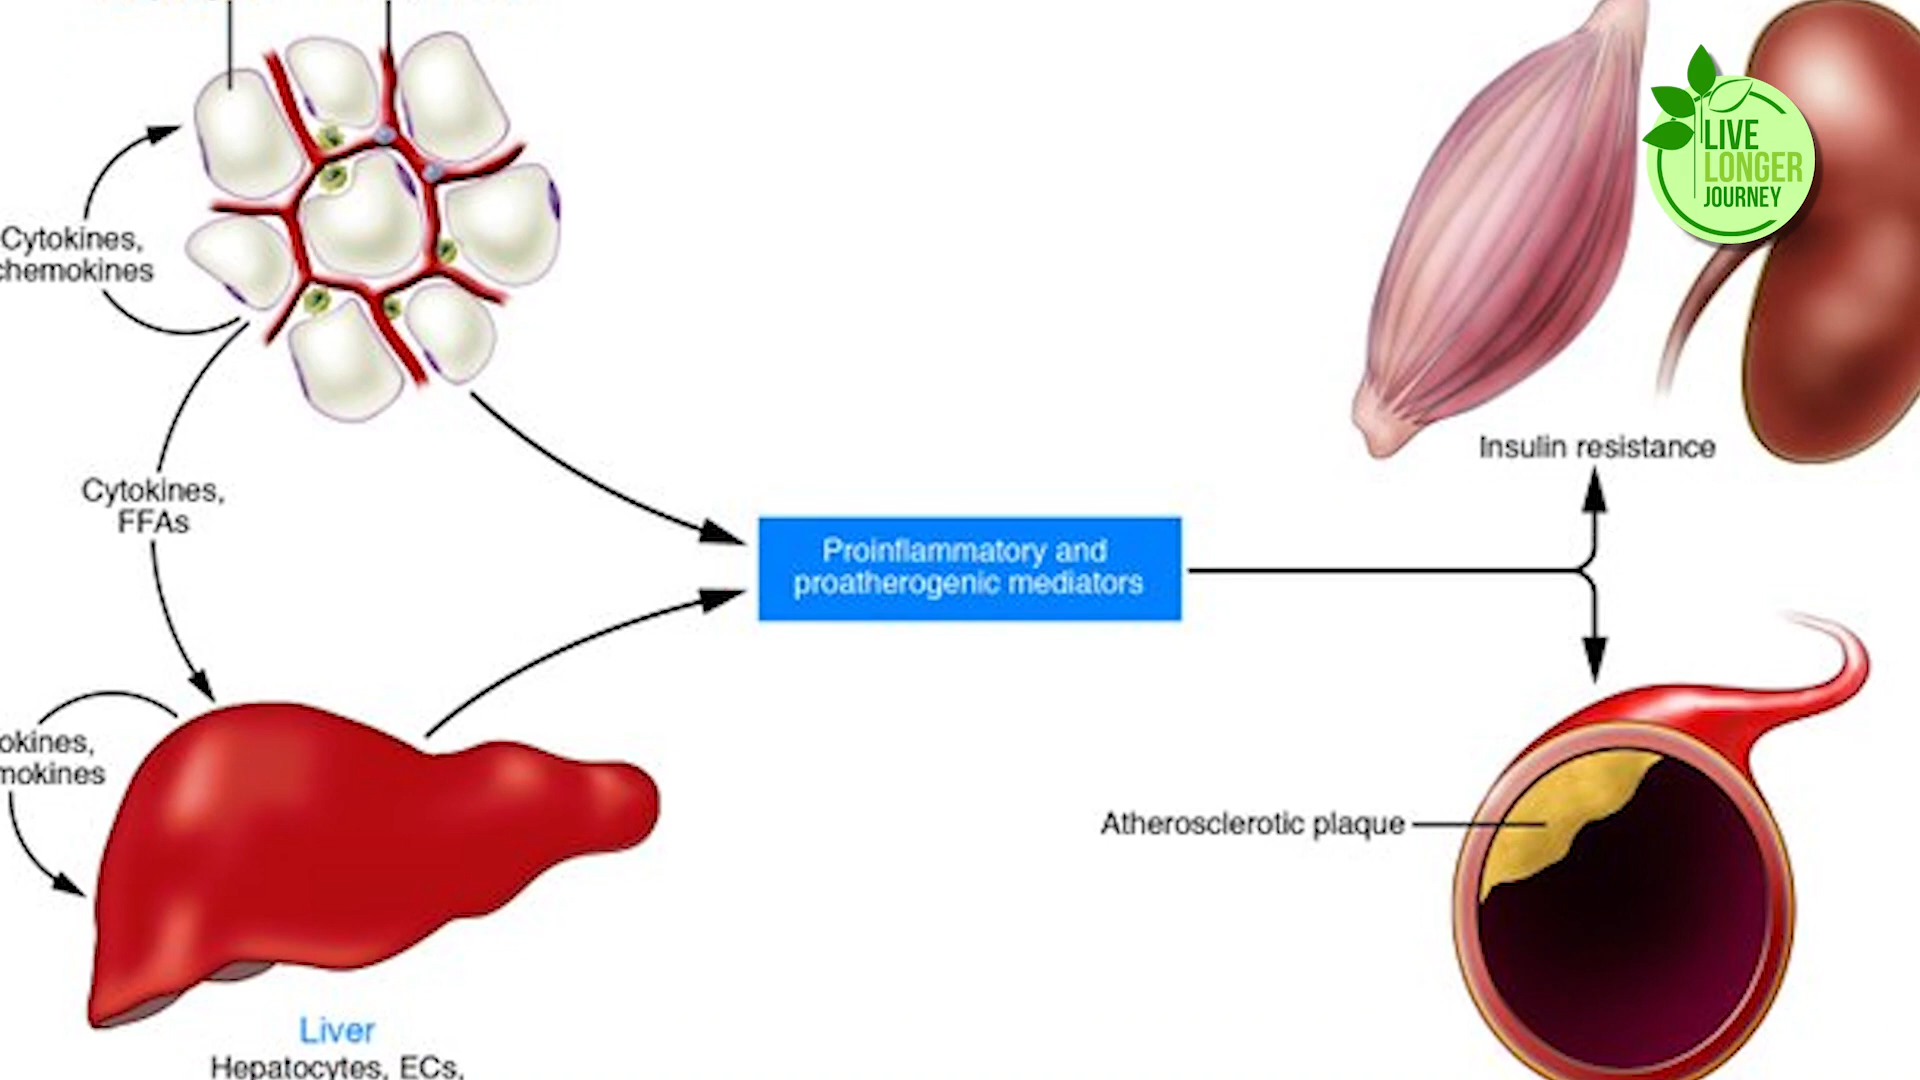 LIVE
LONGER
JOURNEY
Cytokines,
chemokines
Insulin resistance
Cytokines,
FFAs
Proinflammatory and
proatherogenic mediators
okines,
mokines
Atherosclerotic plaque
Liver
Hepatocytes, ECs,